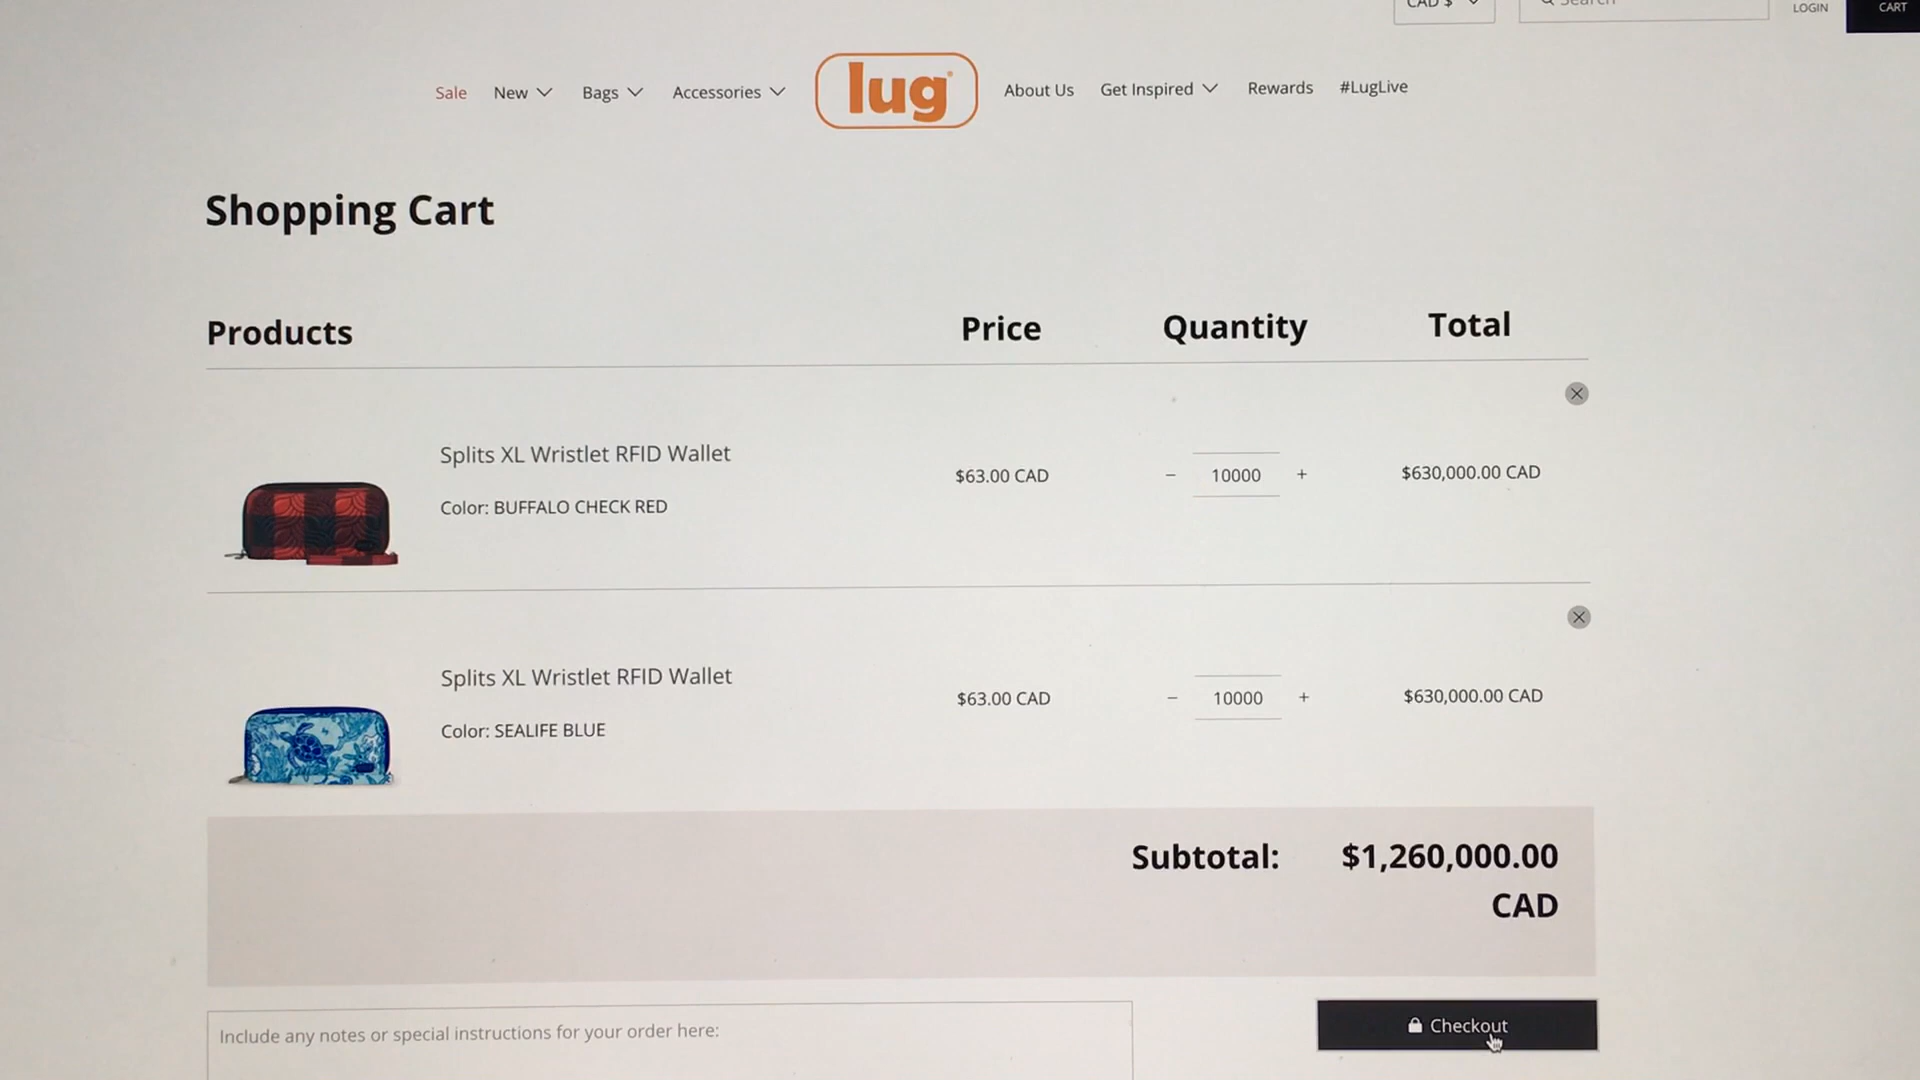 CAD $
Search
LOGIN
CART
Sale
New
Bags
Accessories
lug
About Us
Get Inspired
Rewards
#LugLive
Shopping Cart
Products
Price
Quantity
Total
Splits XL Wristlet RFID Wallet
Color: BUFFALO CHECK RED
$63.00 CAD
− 10000 +
$630,000.00 CAD
Splits XL Wristlet RFID Wallet
Color: SEALIFE BLUE
$63.00 CAD
− 10000 +
$630,000.00 CAD
Subtotal:
$1,260,000.00
CAD
Include any notes or special instructions for your order here:
Checkout